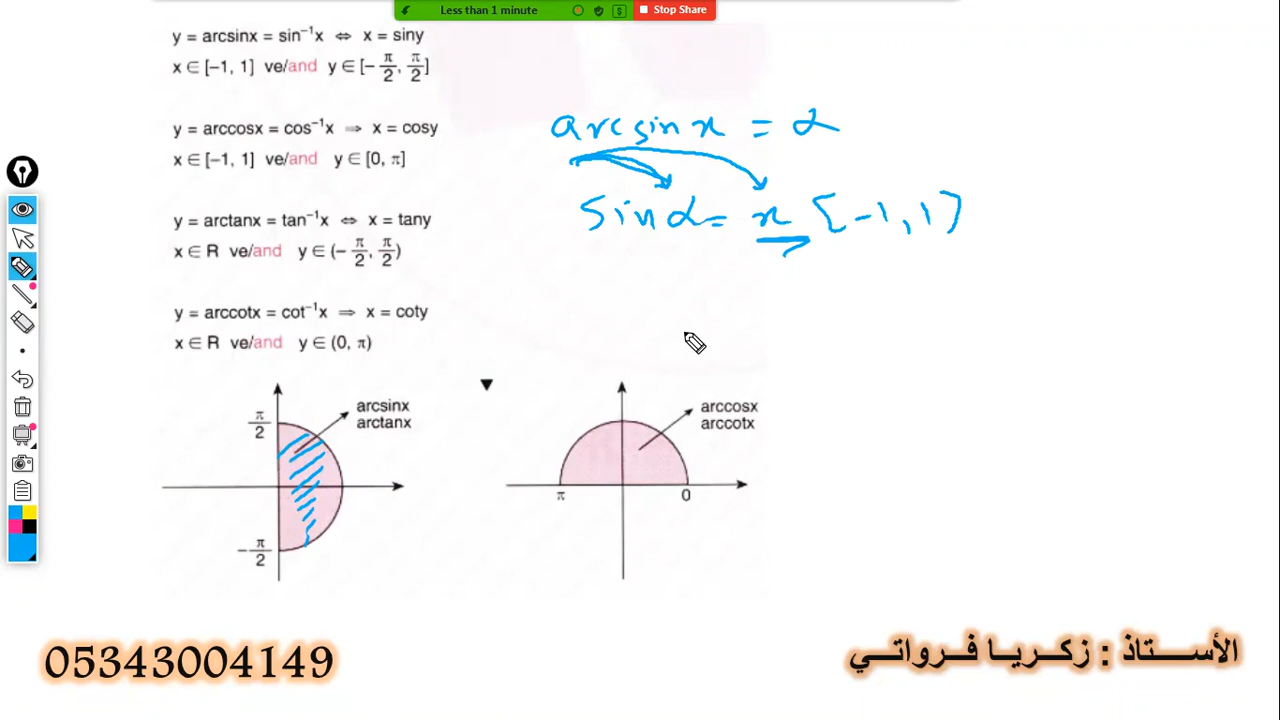 Less than 1 minute
Stop Share
y = arcsinx = sin⁻¹x ⇔ x = siny
x ∈ [−1, 1] ve/and y ∈ [−π/2, π/2]
y = arccosx = cos⁻¹x ⇒ x = cosy
x ∈ [−1, 1] ve/and y ∈ [0, π]
y = arctanx = tan⁻¹x ⇔ x = tany
x ∈ R ve/and y ∈ (−π/2, π/2)
y = arccotx = cot⁻¹x ⇒ x = coty
x ∈ R ve/and y ∈ (0, π)
arcsin x = α
sin α = x [-1, 1]
π/2
arcsinx
arctanx
−π/2
arccosx
arccotx
π 0
05343004149
الأستاذ : زكريا فرواتي